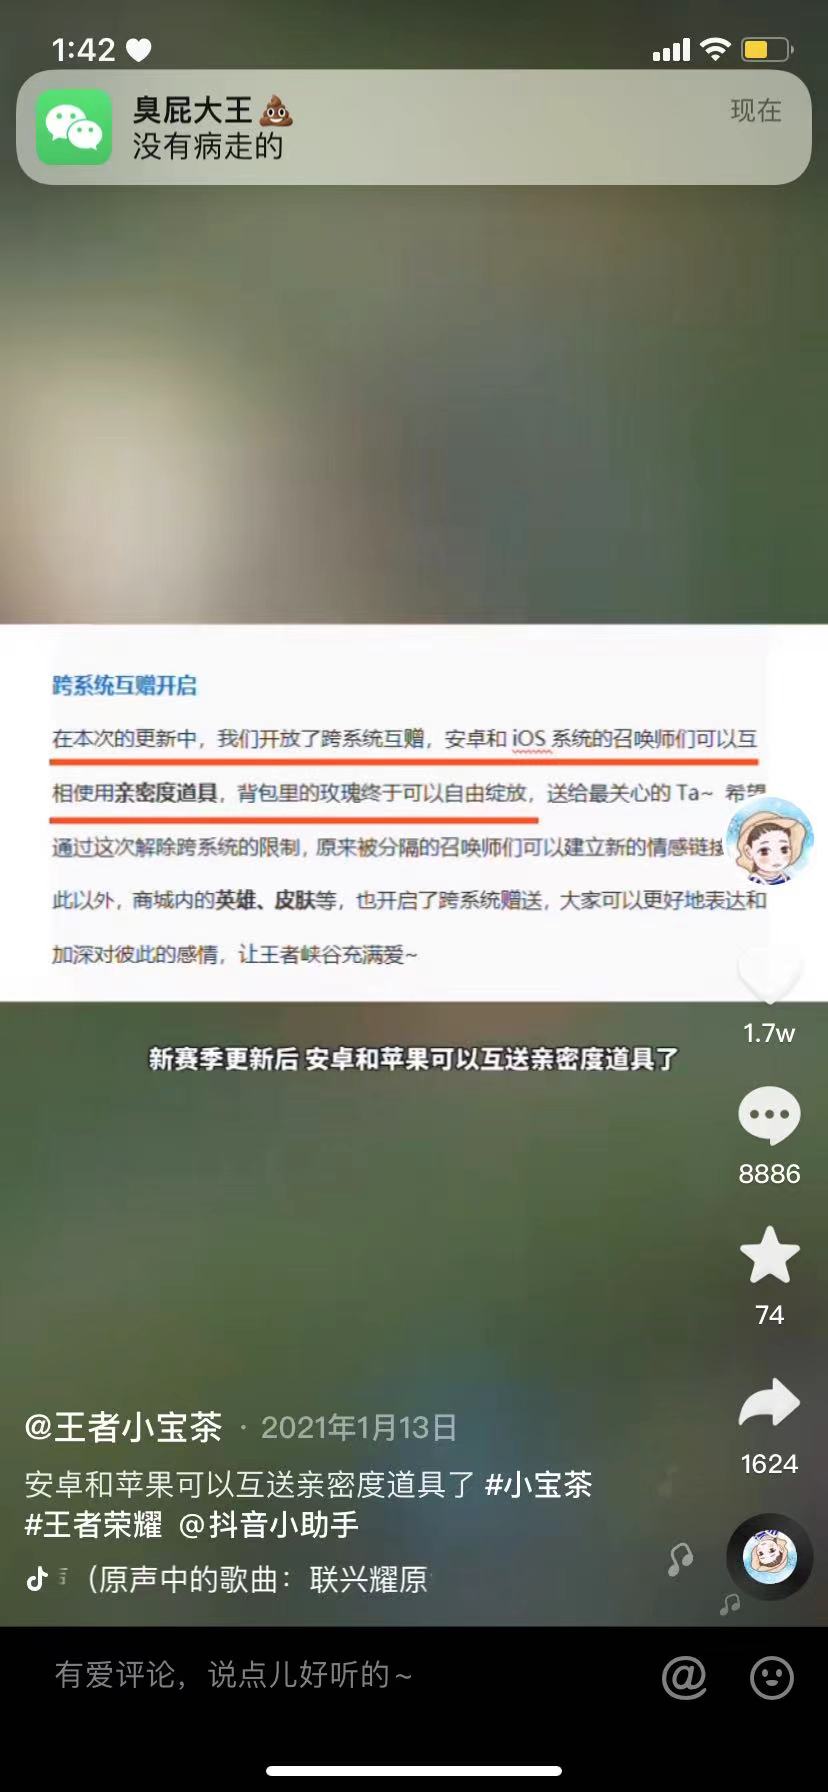 1:42
臭屁大王💩
现在
没有病走的
跨系统互赠开启
在本次的更新中，我们开放了跨系统互赠，安卓和 iOS 系统的召唤师们可以互
相使用亲密度道具，背包里的玫瑰终于可以自由绽放，送给最关心的 Ta~ 希望
通过这次解除跨系统的限制，原来被分隔的召唤师们可以建立新的情感链
此以外，商城内的英雄、皮肤等，也开启了跨系统赠送，大家可以更好地表达和
加深对彼此的感情，让王者峡谷充满爱~
1.7w
新赛季更新后 安卓和苹果可以互送亲密度道具了
8886
74
1624
@王者小宝茶 · 2021年1月13日
安卓和苹果可以互送亲密度道具了 #小宝茶
#王者荣耀 @抖音小助手
（原声中的歌曲：联兴耀原
有爱评论，说点儿好听的~